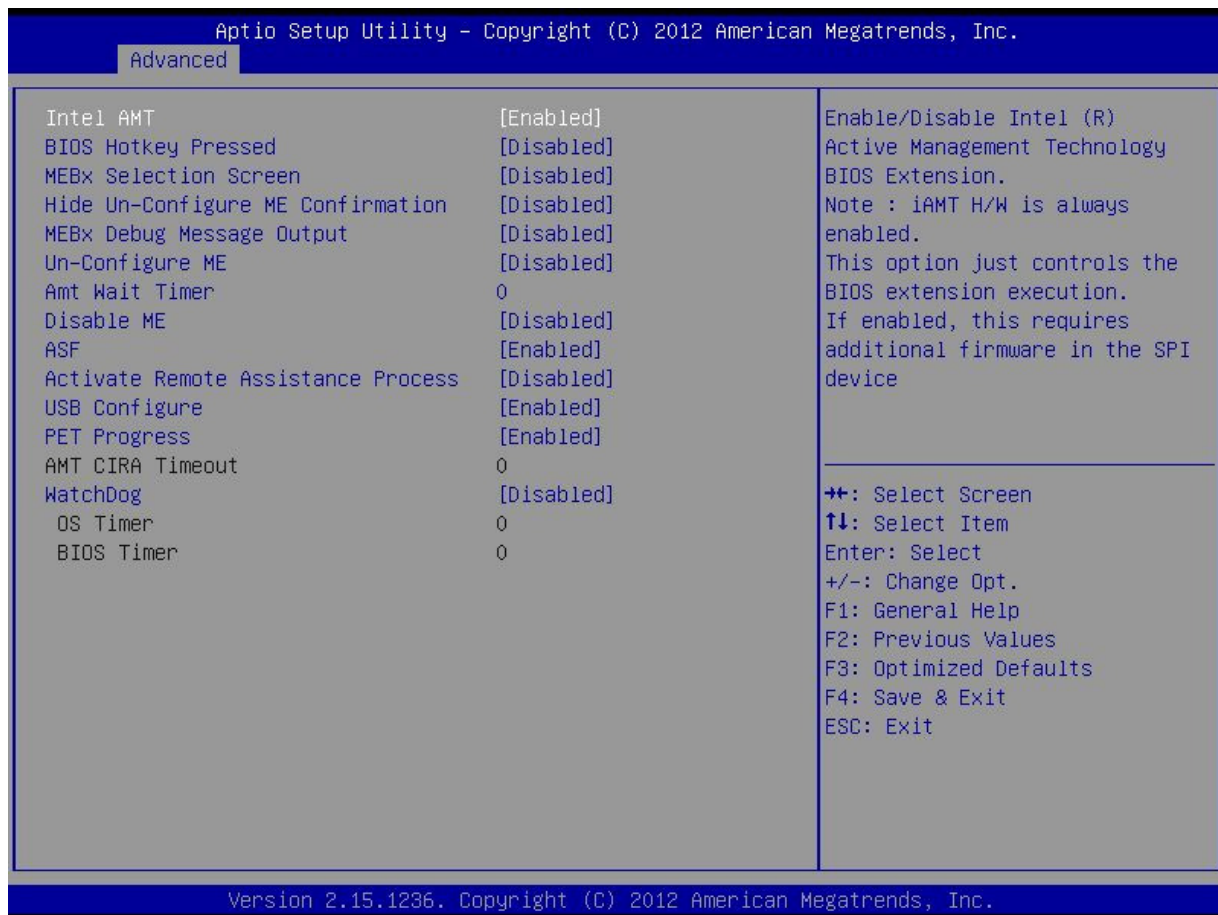 Aptio Setup Utility – Copyright (C) 2012 American Megatrends, Inc.
Advanced
Intel AMT [Enabled]
BIOS Hotkey Pressed [Disabled]
MEBx Selection Screen [Disabled]
Hide Un-Configure ME Confirmation [Disabled]
MEBx Debug Message Output [Disabled]
Un-Configure ME [Disabled]
Amt Wait Timer 0
Disable ME [Disabled]
ASF [Enabled]
Activate Remote Assistance Process [Disabled]
USB Configure [Enabled]
PET Progress [Enabled]
AMT CIRA Timeout 0
WatchDog [Disabled]
OS Timer 0
BIOS Timer 0
Enable/Disable Intel (R)
Active Management Technology
BIOS Extension.
Note : iAMT H/W is always
enabled.
This option just controls the
BIOS extension execution.
If enabled, this requires
additional firmware in the SPI
device
→←: Select Screen
↑↓: Select Item
Enter: Select
+/-: Change Opt.
F1: General Help
F2: Previous Values
F3: Optimized Defaults
F4: Save & Exit
ESC: Exit
Version 2.15.1236. Copyright (C) 2012 American Megatrends, Inc.